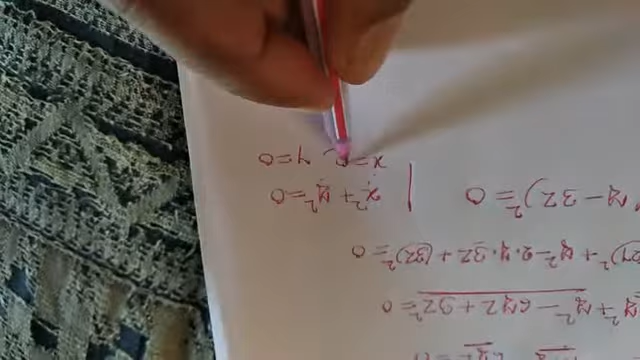 + y² − 6yz + 9z² = 0
)² + y² − 2·y·3z + (3z)² = 0
y − 3z)² = 0
x² + y² = 0
x = 0, y = 0